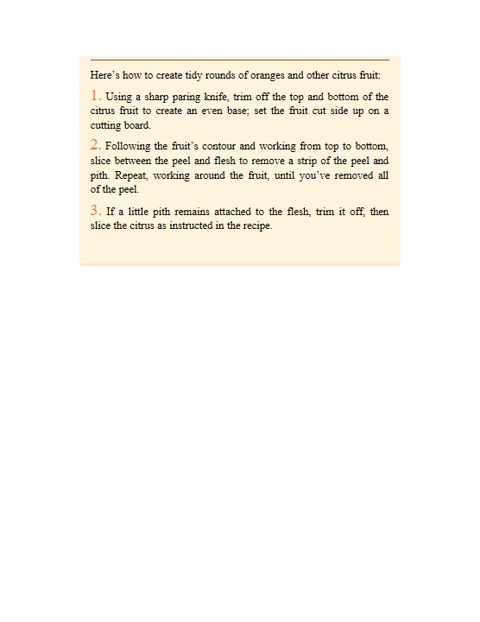 Here’s how to create tidy rounds of oranges and other citrus fruit:
1. Using a sharp paring knife, trim off the top and bottom of the
citrus fruit to create an even base; set the fruit cut side up on a
cutting board.
2. Following the fruit’s contour and working from top to bottom,
slice between the peel and flesh to remove a strip of the peel and
pith. Repeat, working around the fruit, until you’ve removed all
of the peel.
3. If a little pith remains attached to the flesh, trim it off, then
slice the citrus as instructed in the recipe.